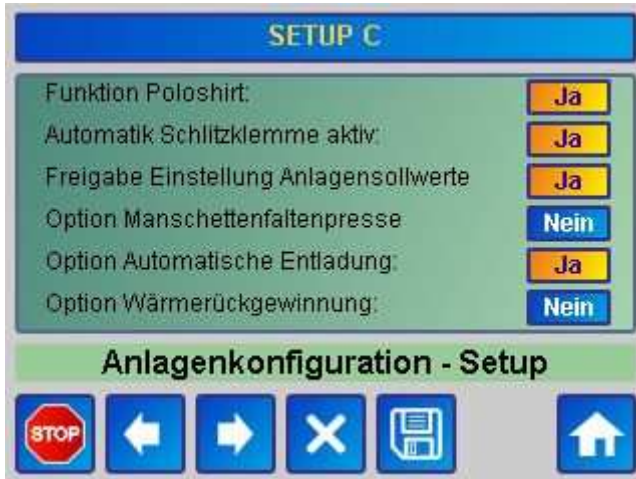 SETUP C
Funktion Poloshirt: Ja
Automatik Schlitzklemme aktiv: Ja
Freigabe Einstellung Anlagensollwerte Ja
Option Manschettenfaltenpresse Nein
Option Automatische Entladung: Ja
Option Wärmerückgewinnung: Nein
Anlagenkonfiguration - Setup
STOP